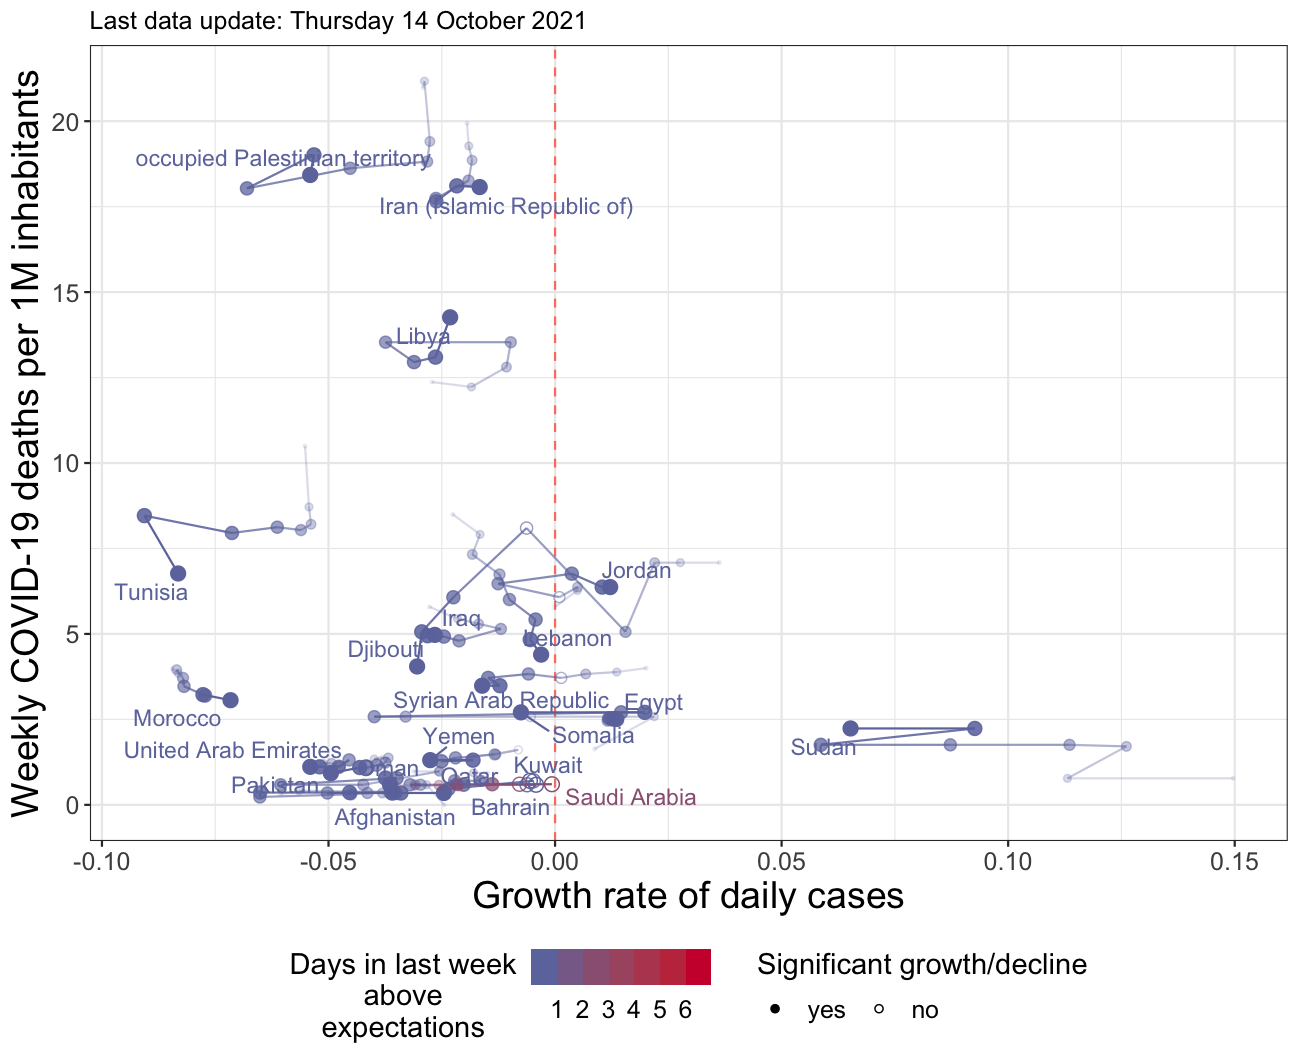 Last data update: Thursday 14 October 2021
Weekly COVID-19 deaths per 1M inhabitants
20
15
10
5
0
occupied Palestinian territory
Iran (Islamic Republic of)
Libya
Tunisia
Jordan
Iraq
Lebanon
Djibouti
Syrian Arab Republic
Egypt
Morocco
Somalia
Sudan
Yemen
United Arab Emirates
Kuwait
Oman
Qatar
Pakistan
Saudi Arabia
Bahrain
Afghanistan
-0.10
-0.05
0.00
0.05
0.10
0.15
Growth rate of daily cases
Days in last week
above
expectations
1 2 3 4 5 6
Significant growth/decline
yes
no